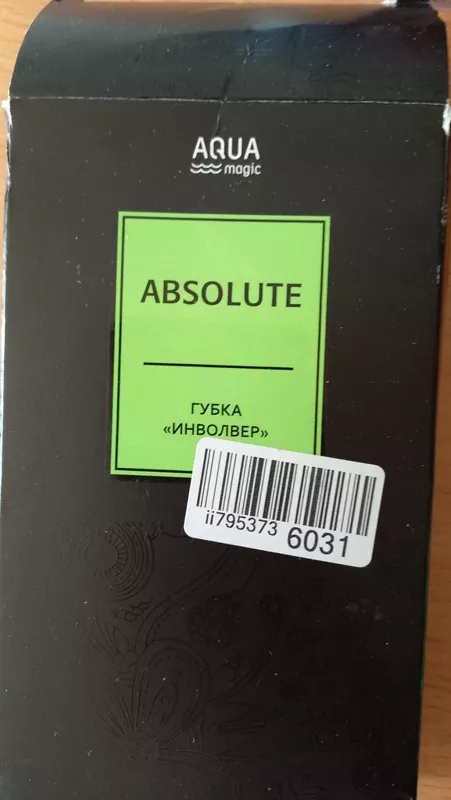 AQUA
magic
ABSOLUTE
ГУБКА
«ИНВОЛВЕР»
ii795373 6031